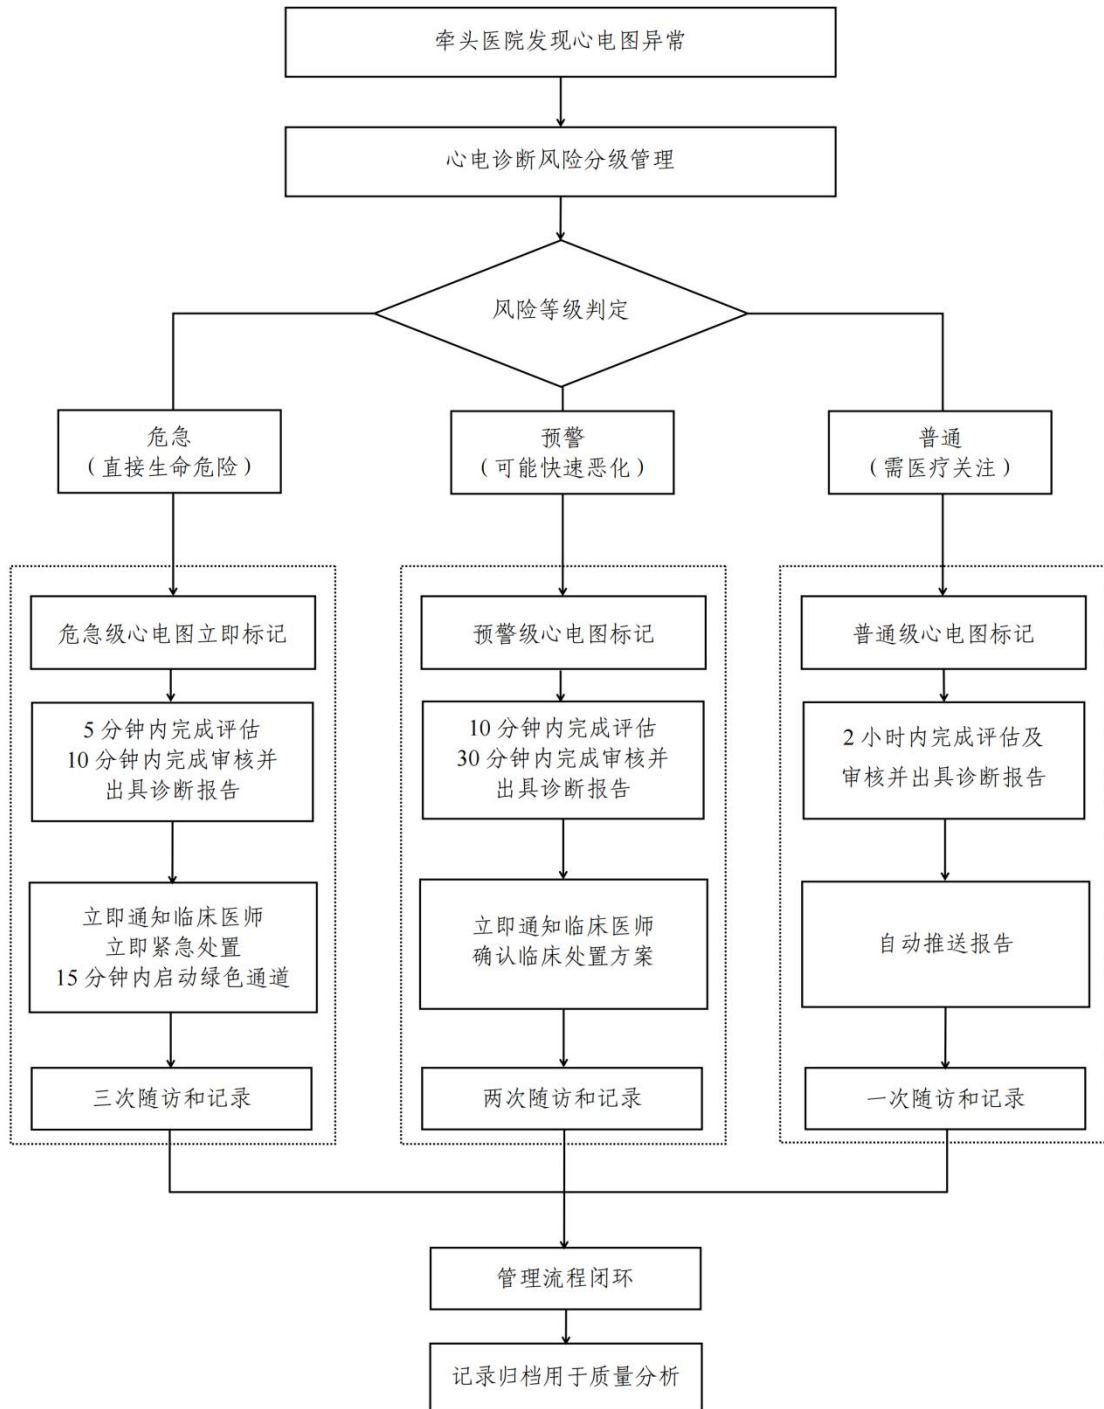 牵头医院发现心电图异常
心电诊断风险分级管理
风险等级判定
危急
（直接生命危险）
预警
（可能快速恶化）
普通
（需医疗关注）
危急级心电图立即标记
5 分钟内完成评估
10 分钟内完成审核并
出具诊断报告
立即通知临床医师
立即紧急处置
15 分钟内启动绿色通道
三次随访和记录
预警级心电图标记
10 分钟内完成评估
30 分钟内完成审核并
出具诊断报告
立即通知临床医师
确认临床处置方案
两次随访和记录
普通级心电图标记
2 小时内完成评估及
审核并出具诊断报告
自动推送报告
一次随访和记录
管理流程闭环
记录归档用于质量分析